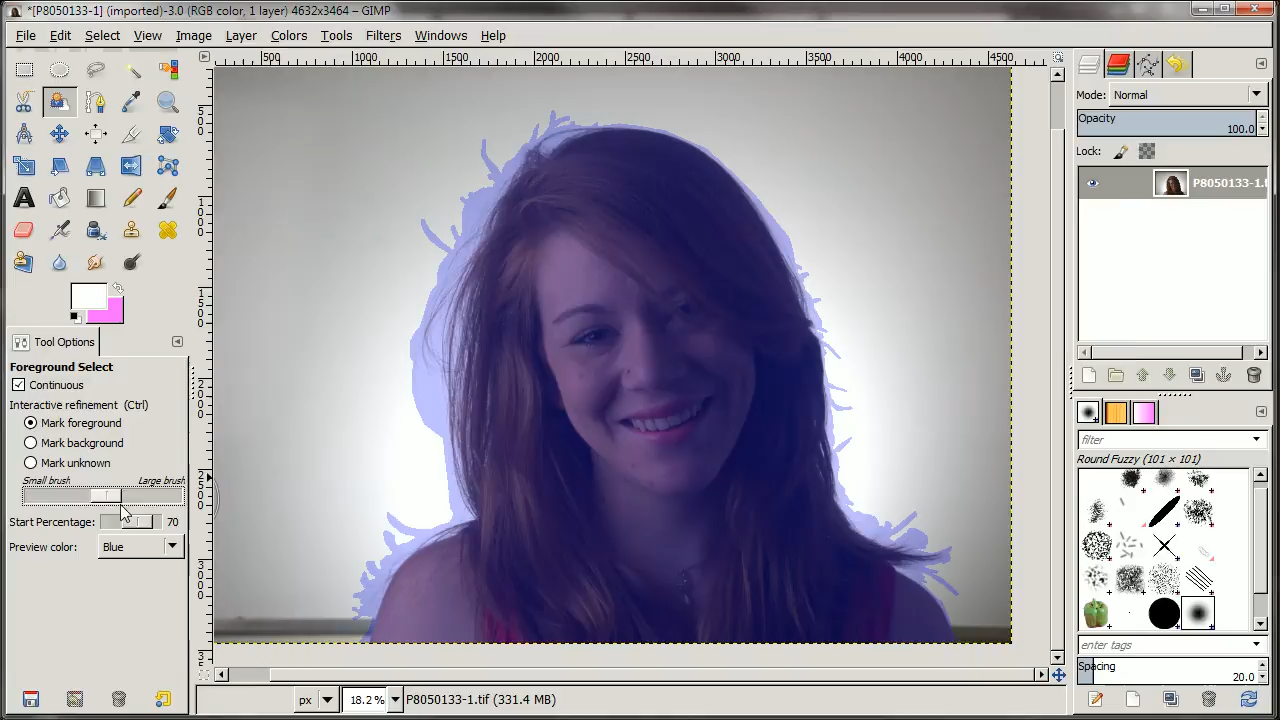 *[P8050133-1] (imported)-3.0 (RGB color, 1 layer) 4632x3464 – GIMP
File Edit Select View Image Layer Colors Tools Filters Windows Help
500 1000 1500 2000 2500 3000 3500 4000 4500
Mode: Normal
Opacity
100.0
Lock:
P8050133-1.t
Tool Options
Foreground Select
Continuous
Interactive refinement (Ctrl)
Mark foreground
Mark background
Mark unknown
Small brush Large brush
Start Percentage: 70
Preview color: Blue
filter
Round Fuzzy (101 × 101)
enter tags
Spacing
20.0
px 18.2 % P8050133-1.tif (331.4 MB)